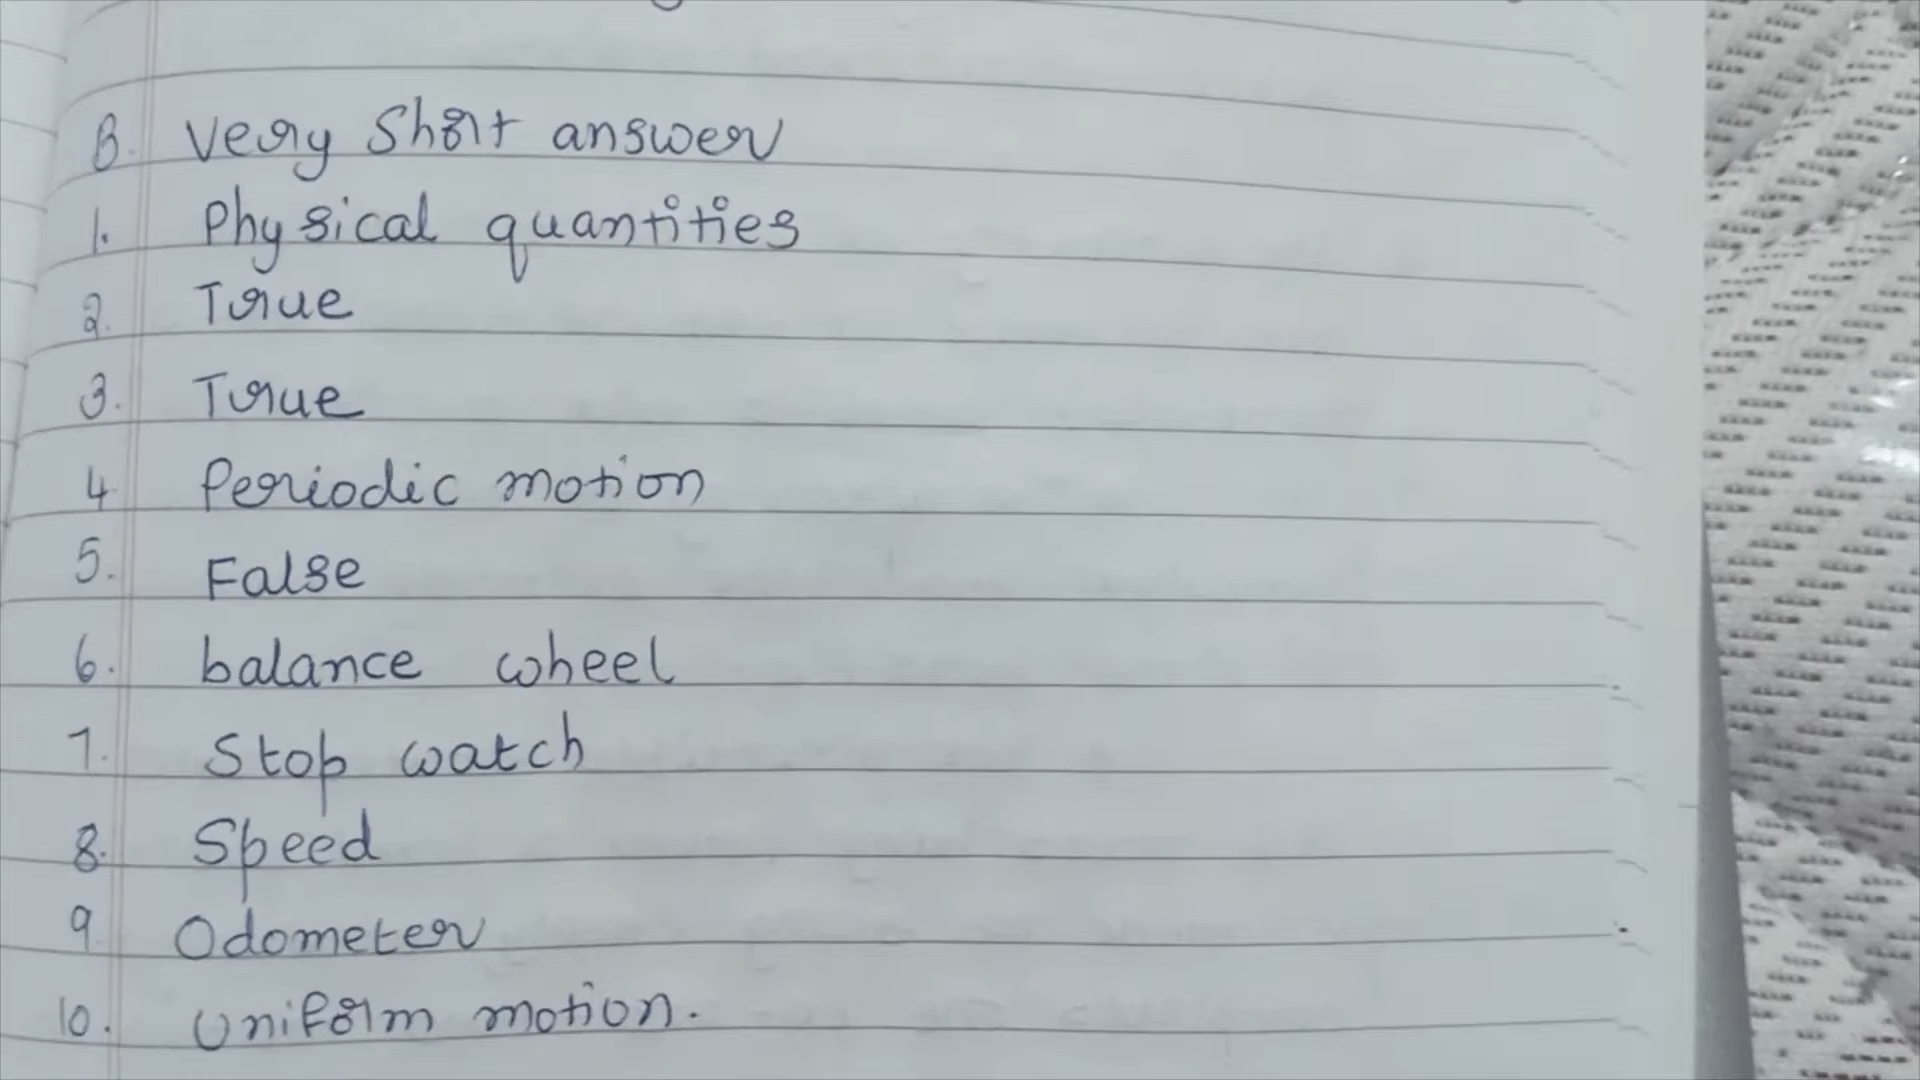 B. Very Short answer
1. Physical quantities
2. True
3. True
4 Periodic motion
5. False
6. balance wheel
7. Stop watch
8. Speed
9. Odometer
10. Uniform motion.